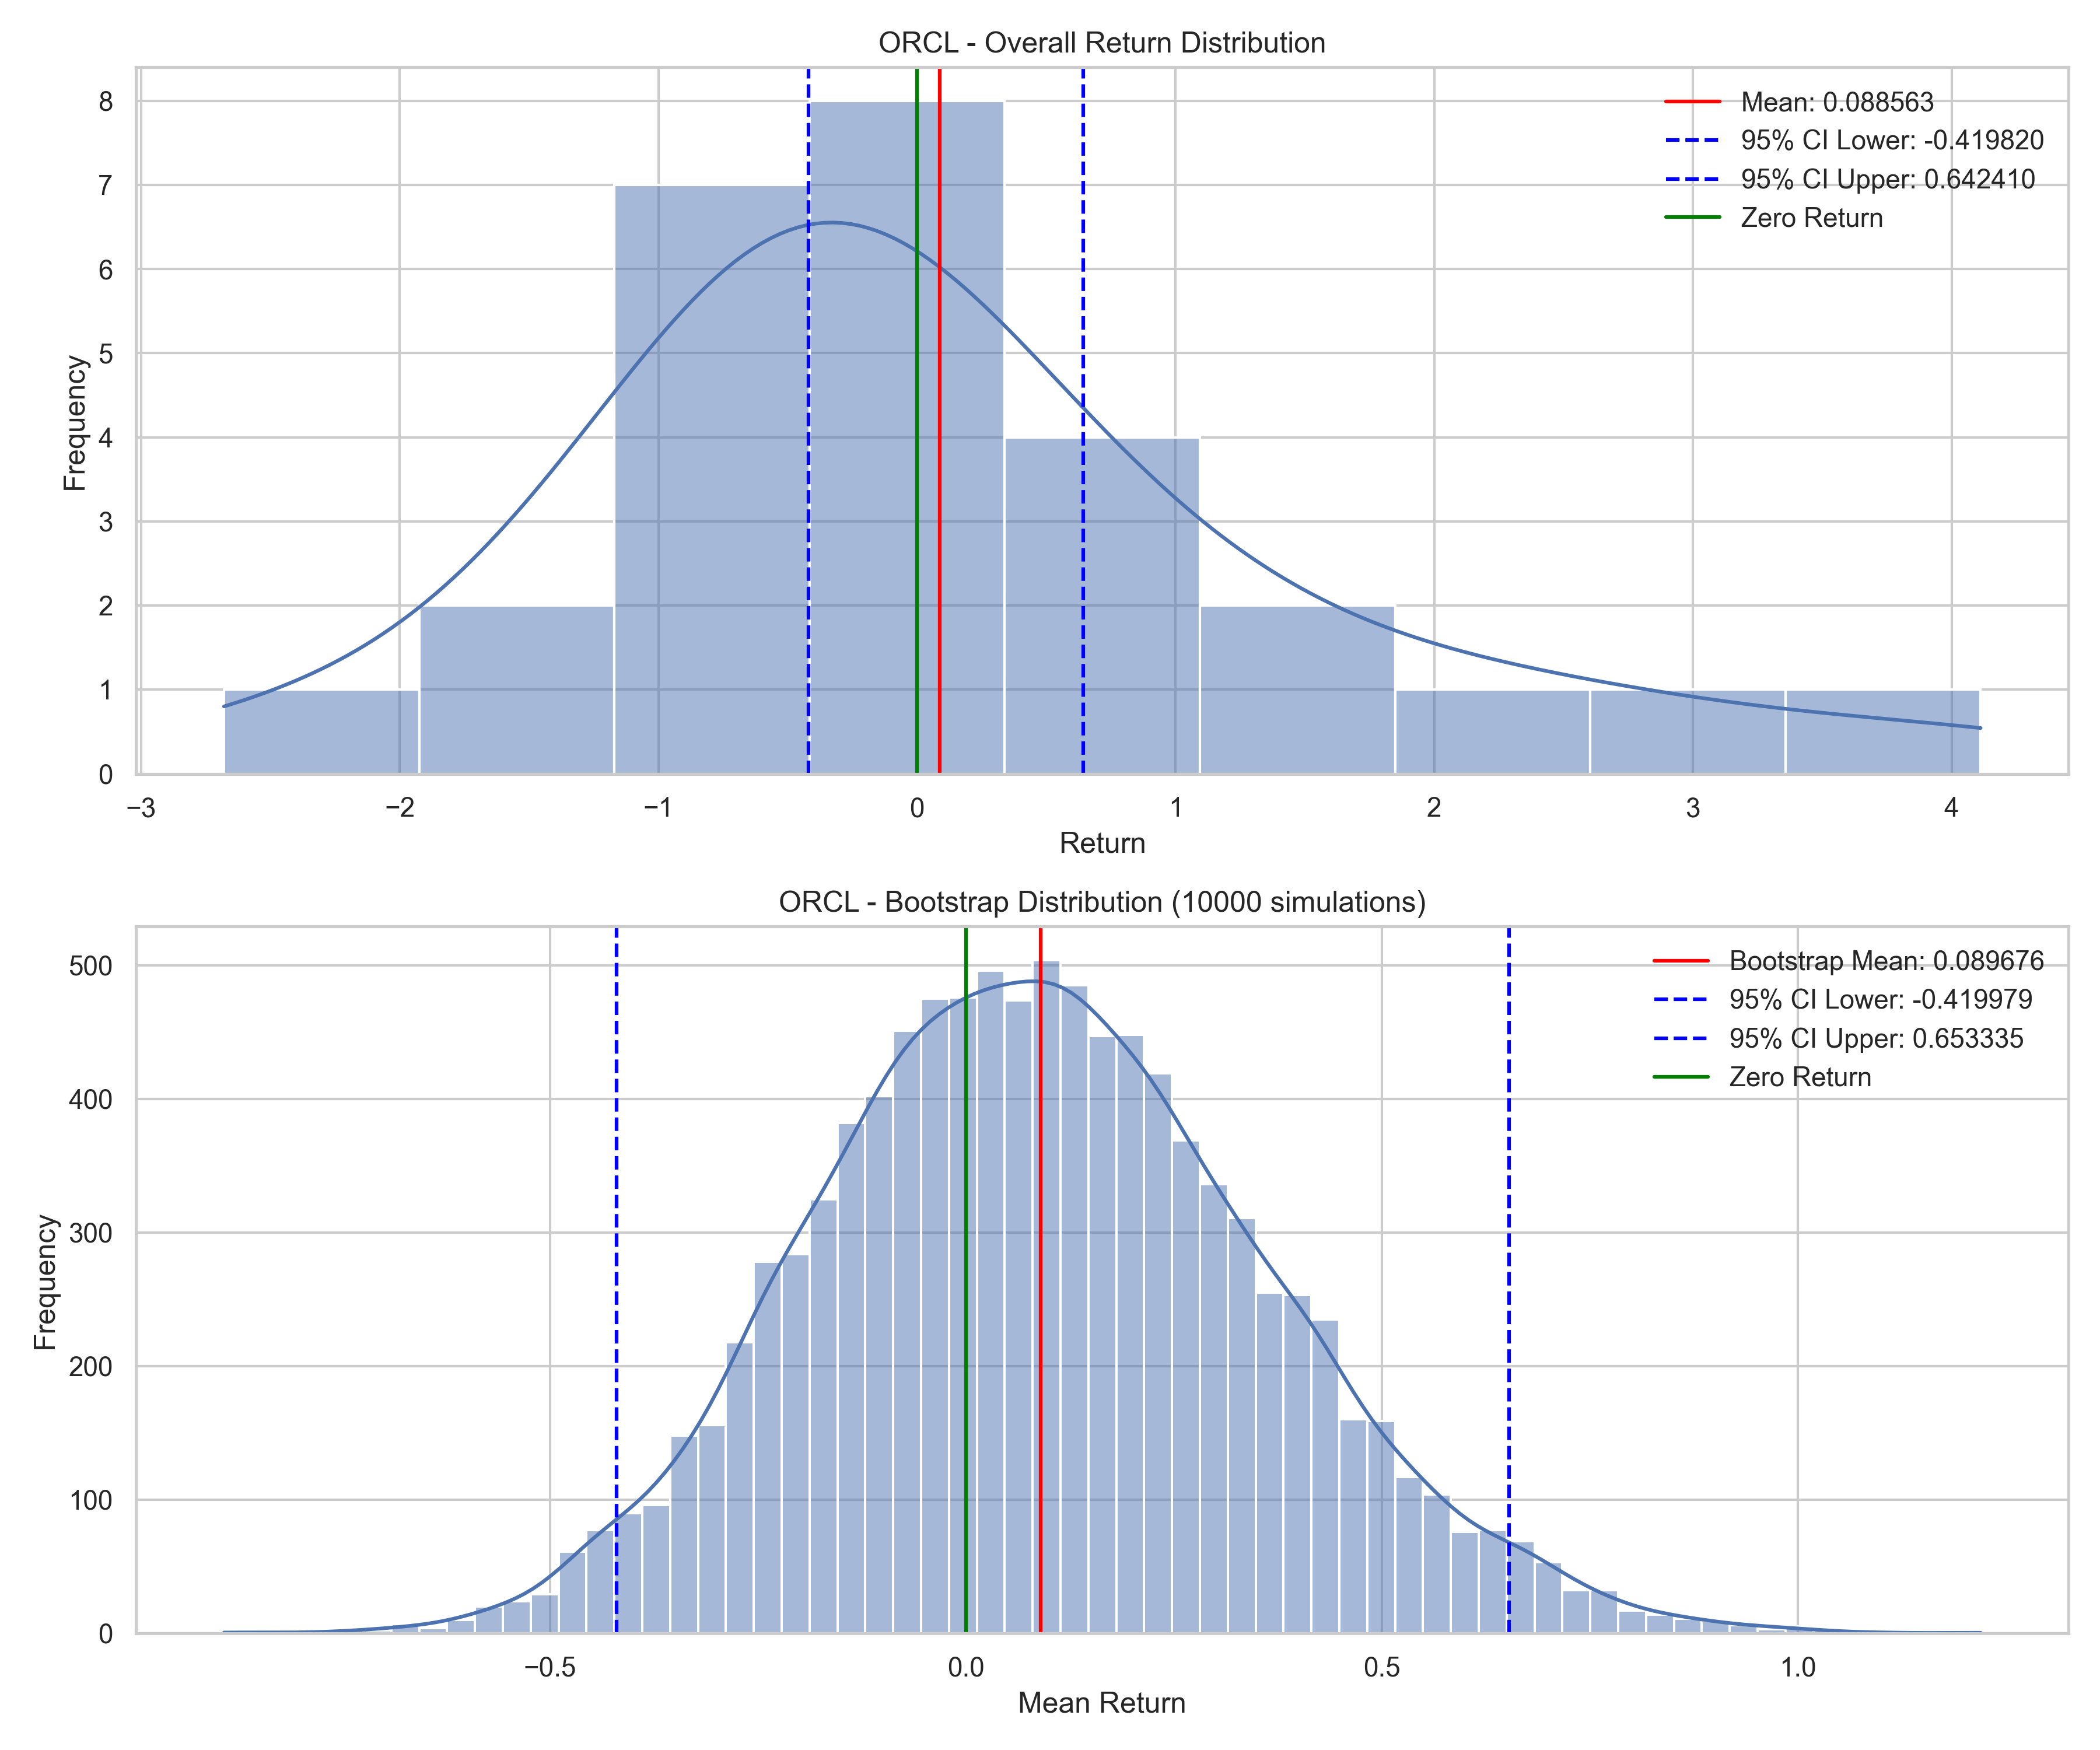 ORCL - Overall Return Distribution
Mean: 0.088563
95% CI Lower: -0.419820
95% CI Upper: 0.642410
Zero Return
8
7
6
5
4
3
2
1
0
Frequency
−3 −2 −1 0 1 2 3 4
Return
ORCL - Bootstrap Distribution (10000 simulations)
Bootstrap Mean: 0.089676
95% CI Lower: -0.419979
95% CI Upper: 0.653335
Zero Return
500
400
300
200
100
0
Frequency
−0.5 0.0 0.5 1.0
Mean Return